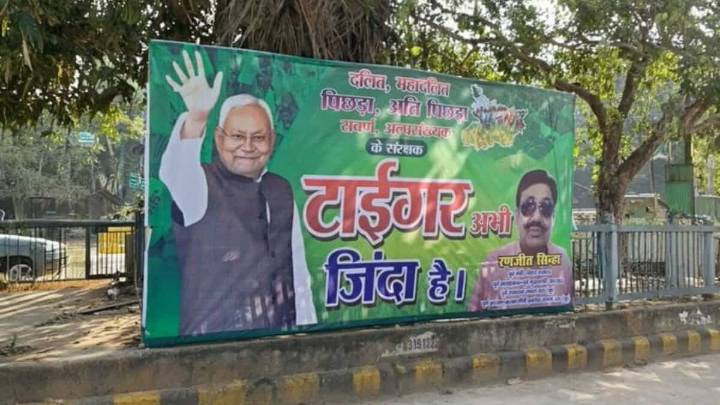 दलित, महादलित
पिछड़ा, अति पिछड़ा
सवर्ण, अल्पसंख्यक
के संरक्षक
टाईगर अभी
जिंदा है।
रणजीत सिन्हा